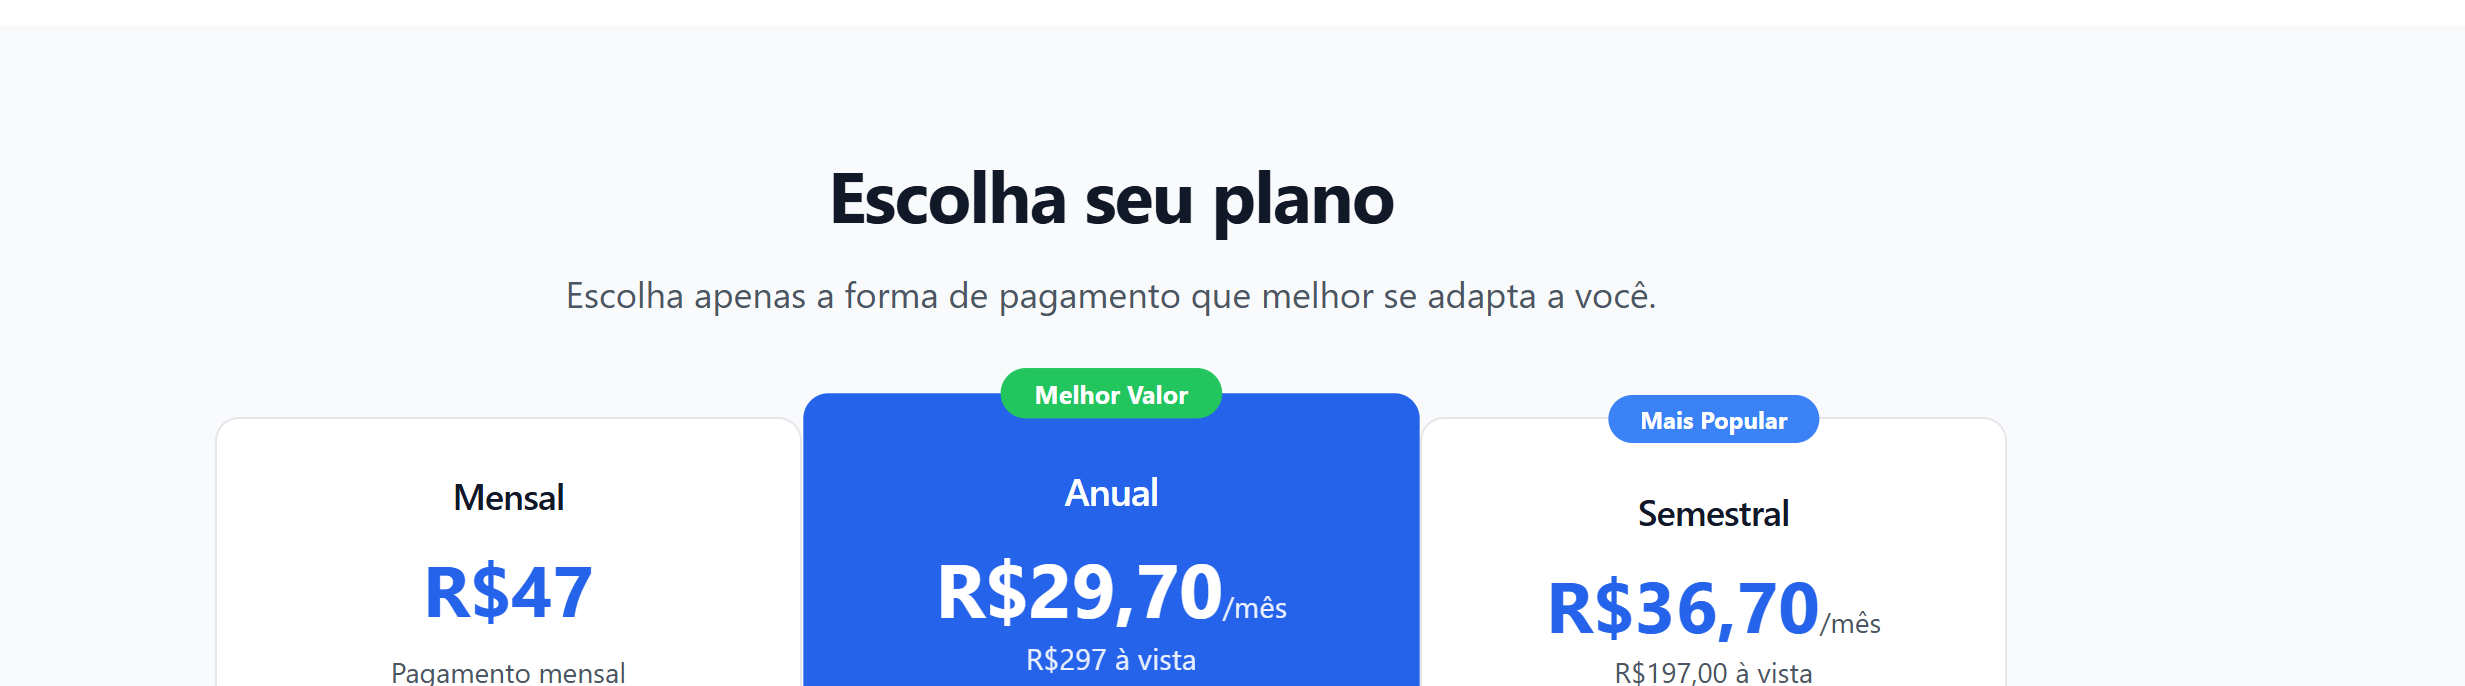 Escolha seu plano
Escolha apenas a forma de pagamento que melhor se adapta a você.
Mensal
R$47
Pagamento mensal
Melhor Valor
Anual
R$29,70/mês
R$297 à vista
Mais Popular
Semestral
R$36,70/mês
R$197,00 à vista